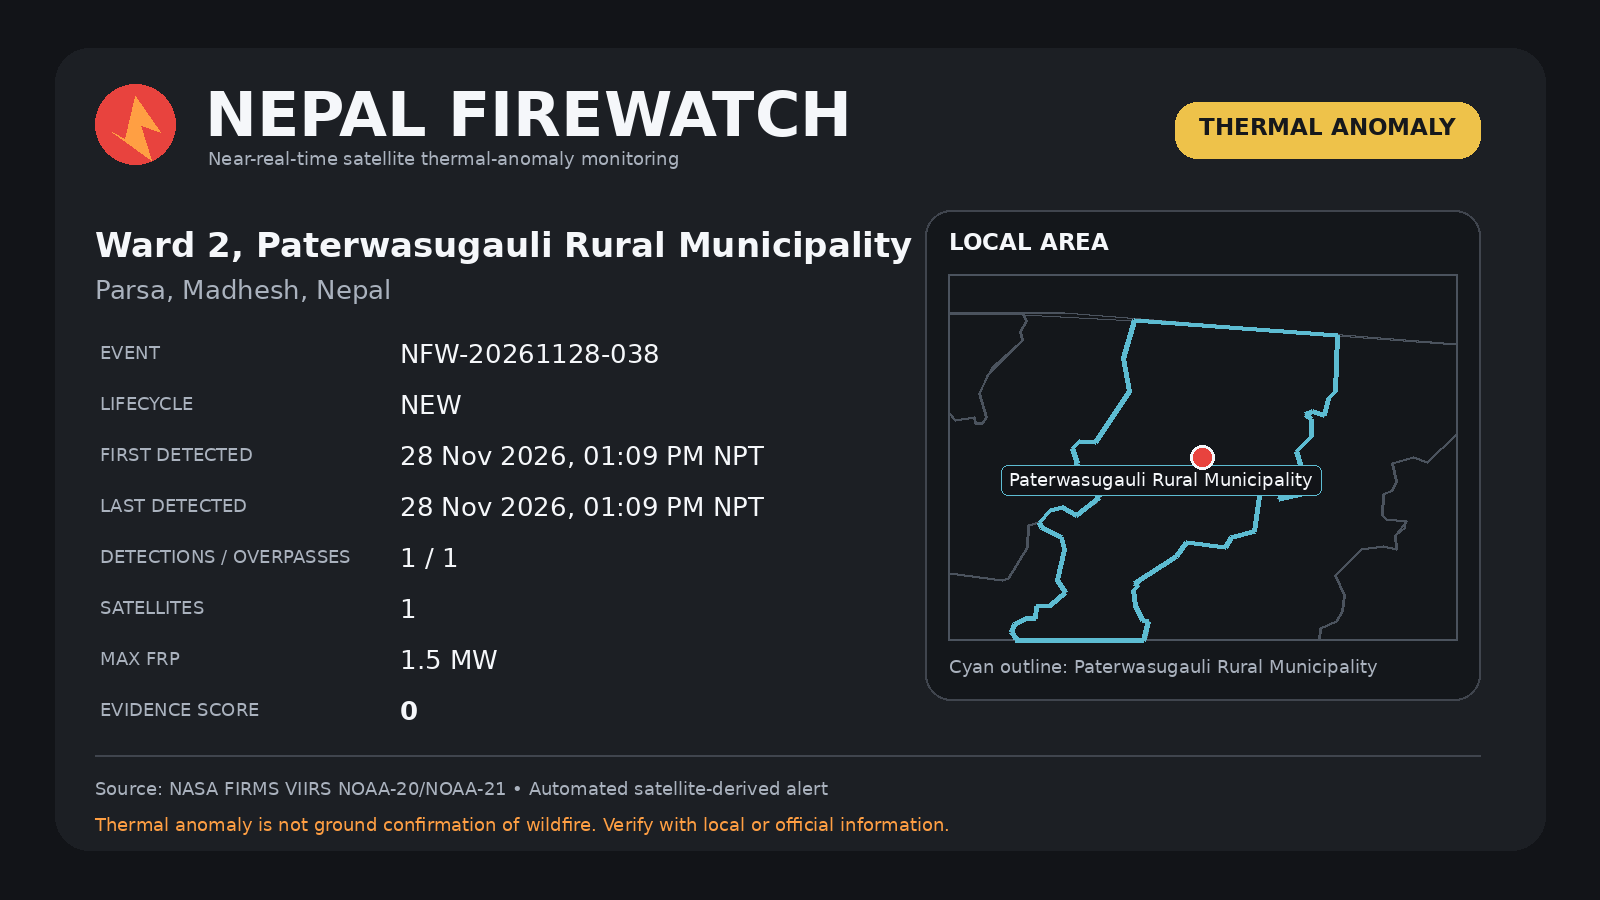 NEPAL FIREWATCH
Near-real-time satellite thermal-anomaly monitoring
THERMAL ANOMALY
Ward 2, Paterwasugauli Rural Municipality
Parsa, Madhesh, Nepal
EVENT NFW-20261128-038
LIFECYCLE NEW
FIRST DETECTED 28 Nov 2026, 01:09 PM NPT
LAST DETECTED 28 Nov 2026, 01:09 PM NPT
DETECTIONS / OVERPASSES 1 / 1
SATELLITES 1
MAX FRP 1.5 MW
EVIDENCE SCORE 0
LOCAL AREA
Paterwasugauli Rural Municipality
Cyan outline: Paterwasugauli Rural Municipality
Source: NASA FIRMS VIIRS NOAA-20/NOAA-21 • Automated satellite-derived alert
Thermal anomaly is not ground confirmation of wildfire. Verify with local or official information.